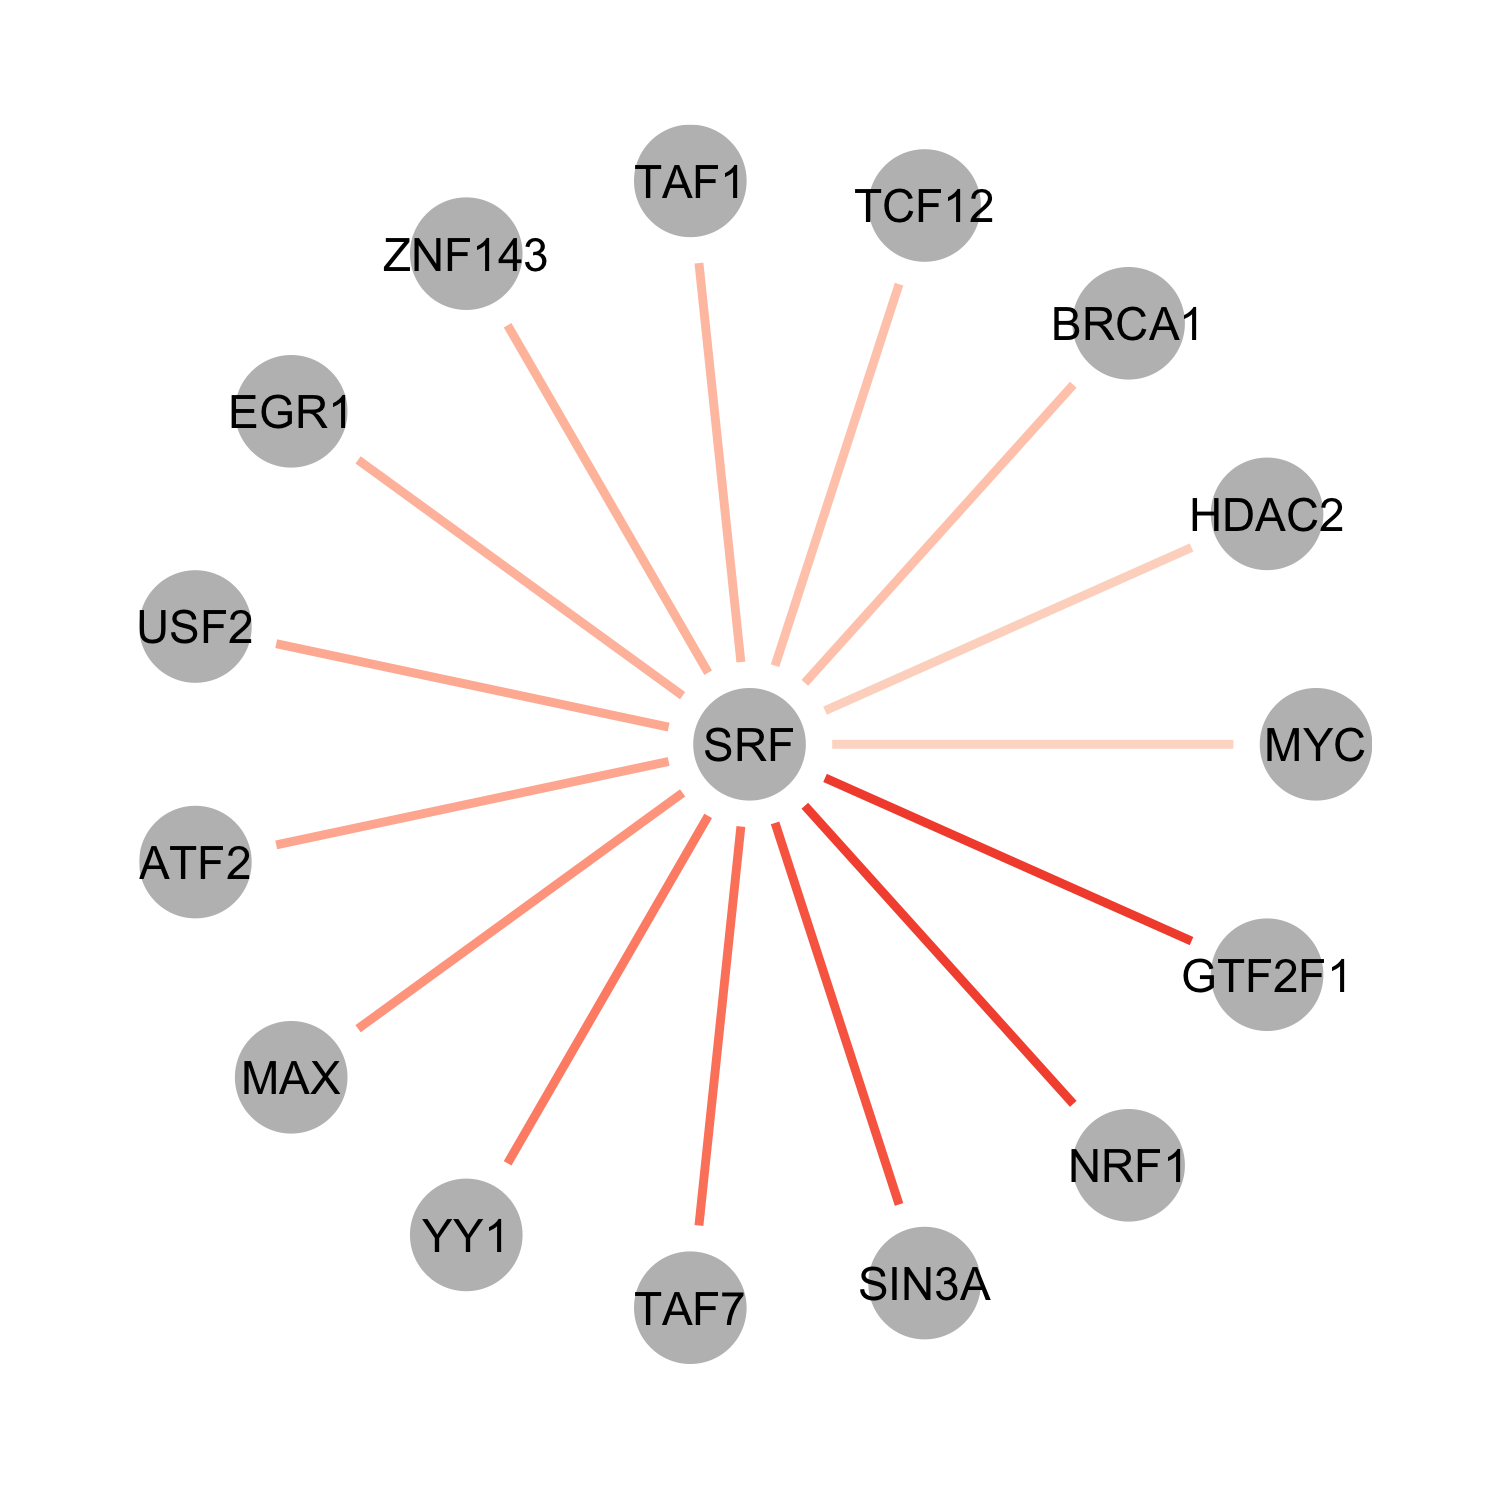 TAF1
TCF12
ZNF143
BRCA1
EGR1
HDAC2
USF2
SRF
MYC
ATF2
GTF2F1
MAX
NRF1
YY1
SIN3A
TAF7